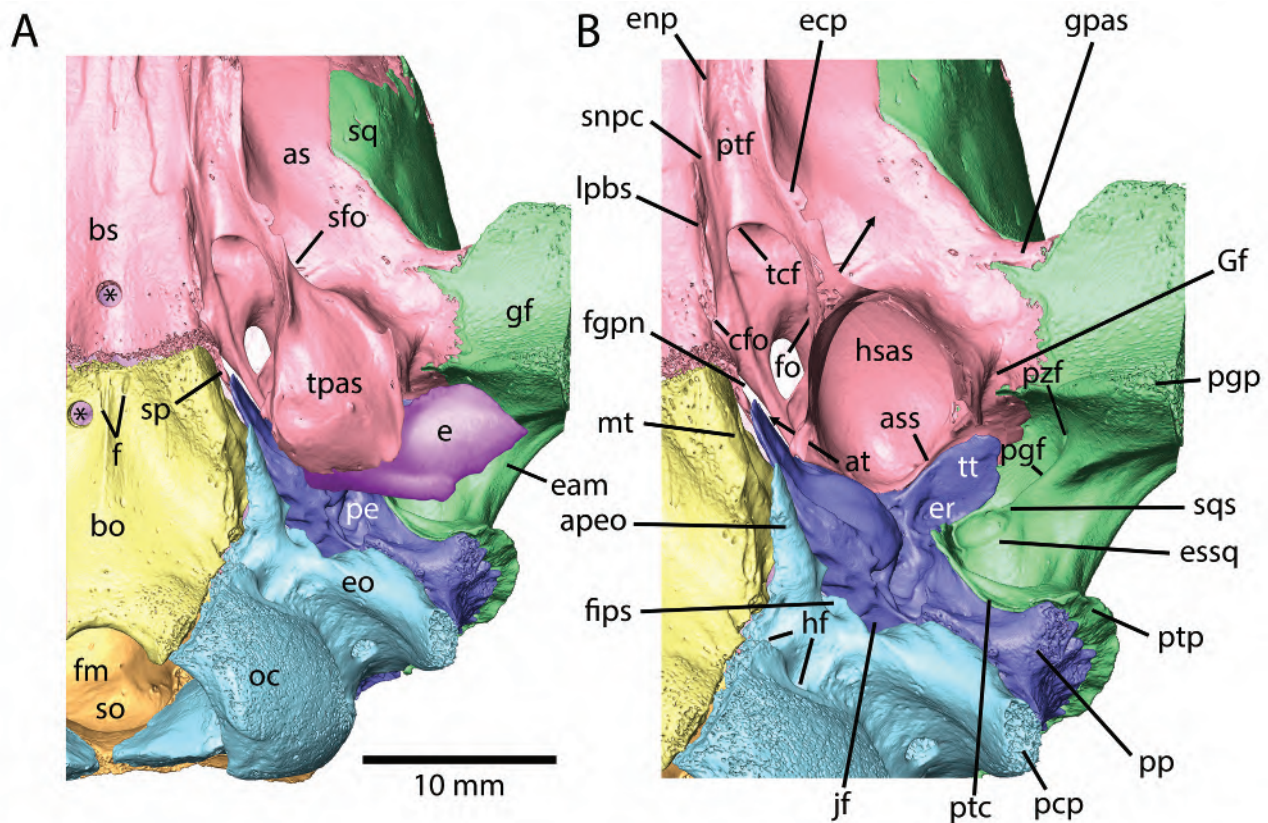 A
sq
as
sfo
bs
*
gf
tpas
sp
*
f
e
eam
bo
pe
eo
fm
oc
so
10 mm
B
enp
ecp
gpas
snpc
ptf
lpbs
tcf
Gf
fgpn
cfo
fo
hsas
pzf
pgp
mt
ass
at
tt
pgf
er
sqs
apeo
essq
fips
hf
ptp
pp
jf
ptc
pcp